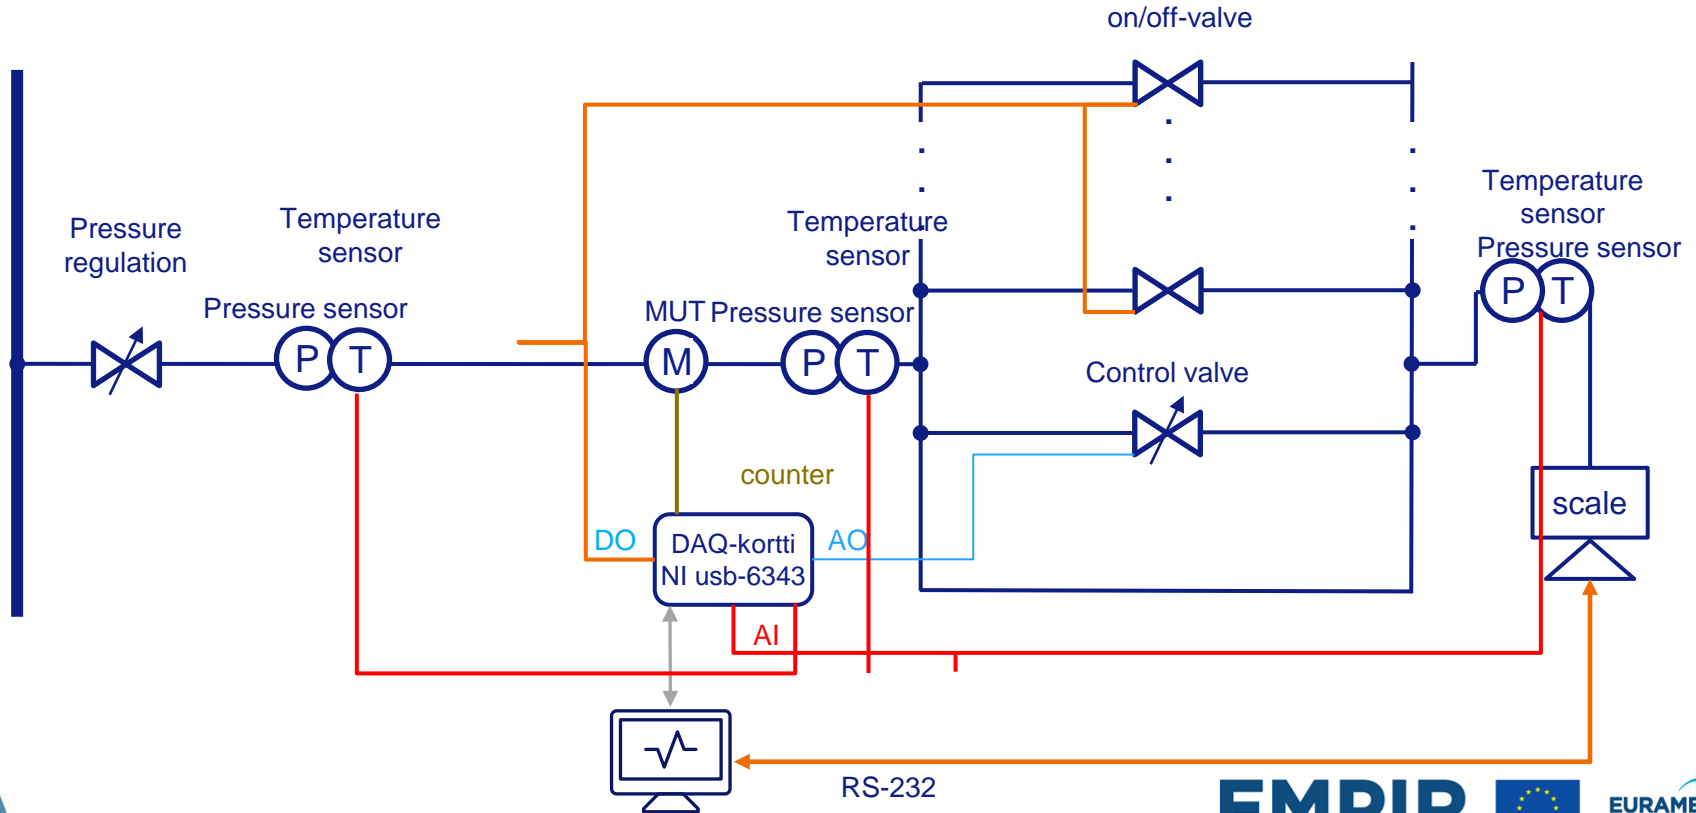 on/off-valve
Temperature
sensor
Pressure sensor
Pressure
regulation
Temperature
sensor
Pressure sensor
Temperature
sensor
MUT
Pressure sensor
P
T
P
T
M
P
T
Control valve
counter
scale
DO
DAQ-kortti
NI usb-6343
AO
AI
RS-232
EMPIR
EURAME